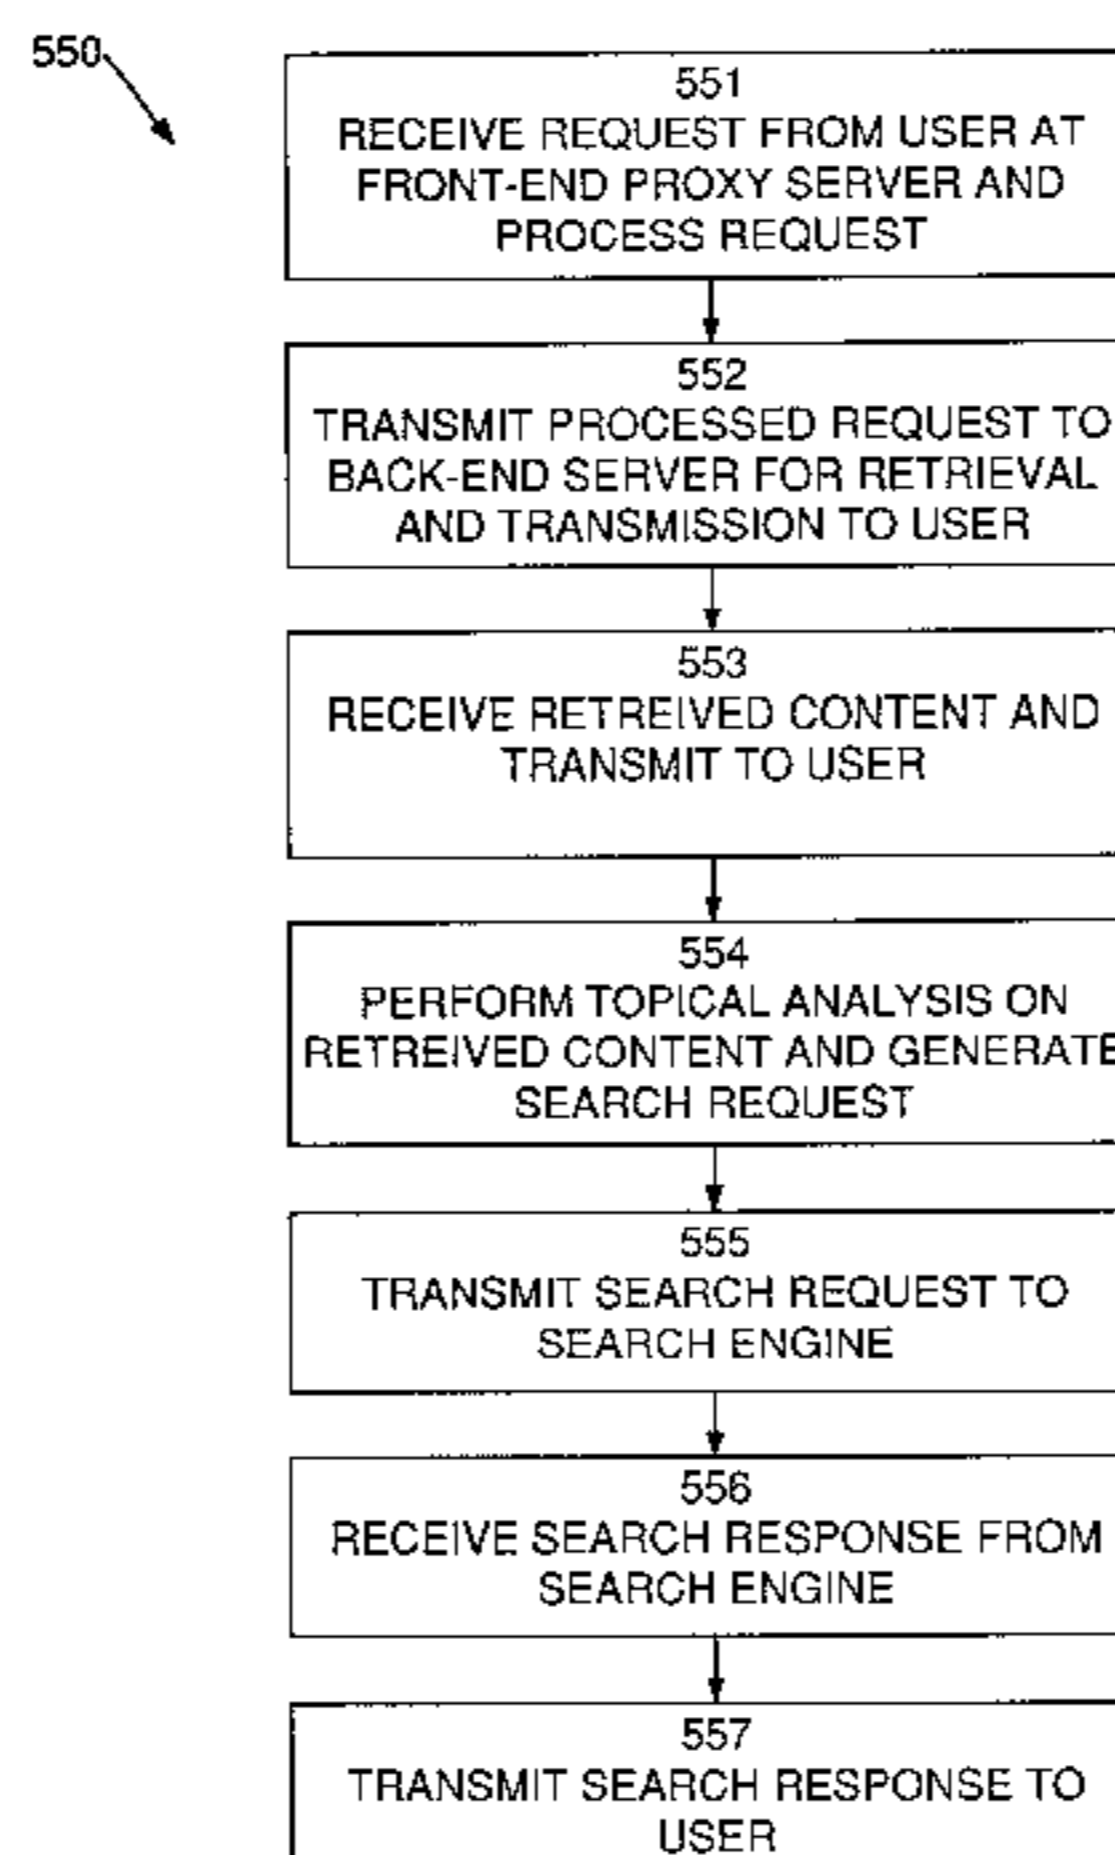 550
551
RECEIVE REQUEST FROM USER AT
FRONT-END PROXY SERVER AND
PROCESS REQUEST
552
TRANSMIT PROCESSED REQUEST TO
BACK-END SERVER FOR RETRIEVAL
AND TRANSMISSION TO USER
553
RECEIVE RETREIVED CONTENT AND
TRANSMIT TO USER
554
PERFORM TOPICAL ANALYSIS ON
RETREIVED CONTENT AND GENERATE
SEARCH REQUEST
555
TRANSMIT SEARCH REQUEST TO
SEARCH ENGINE
556
RECEIVE SEARCH RESPONSE FROM
SEARCH ENGINE
557
TRANSMIT SEARCH RESPONSE TO
USER